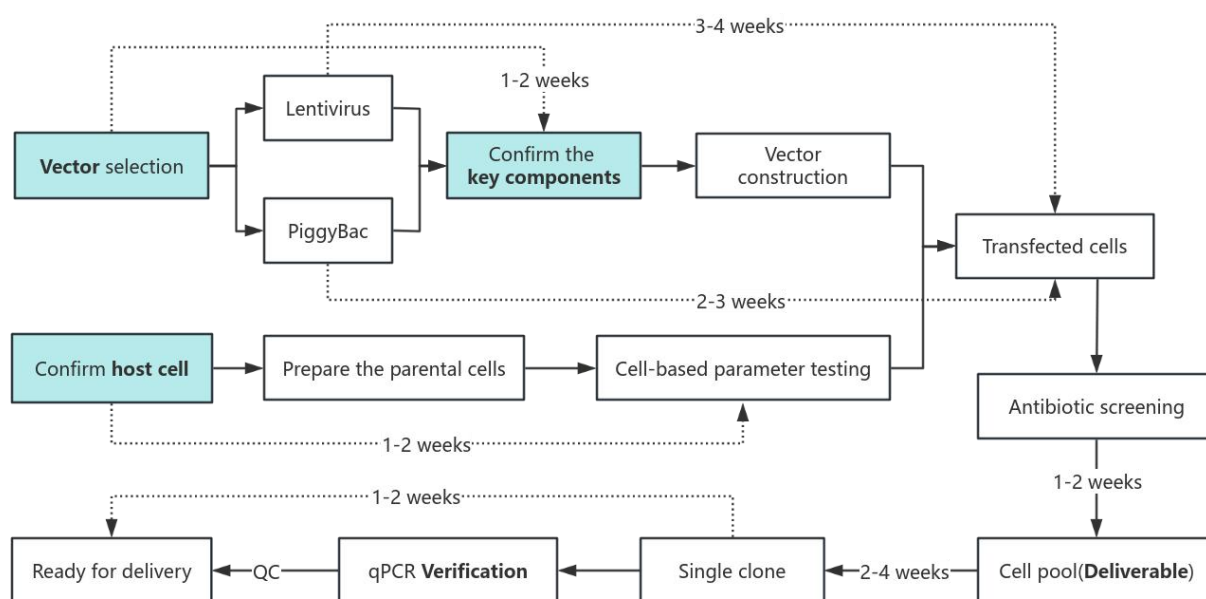 3-4 weeks
1-2 weeks
Lentivirus
Vector selection
Confirm the
key components
Vector
construction
PiggyBac
Transfected cells
2-3 weeks
Confirm host cell
Prepare the parental cells
Cell-based parameter testing
Antibiotic screening
1-2 weeks
1-2 weeks
1-2 weeks
Ready for delivery
QC
qPCR Verification
Single clone
2-4 weeks
Cell pool(Deliverable)